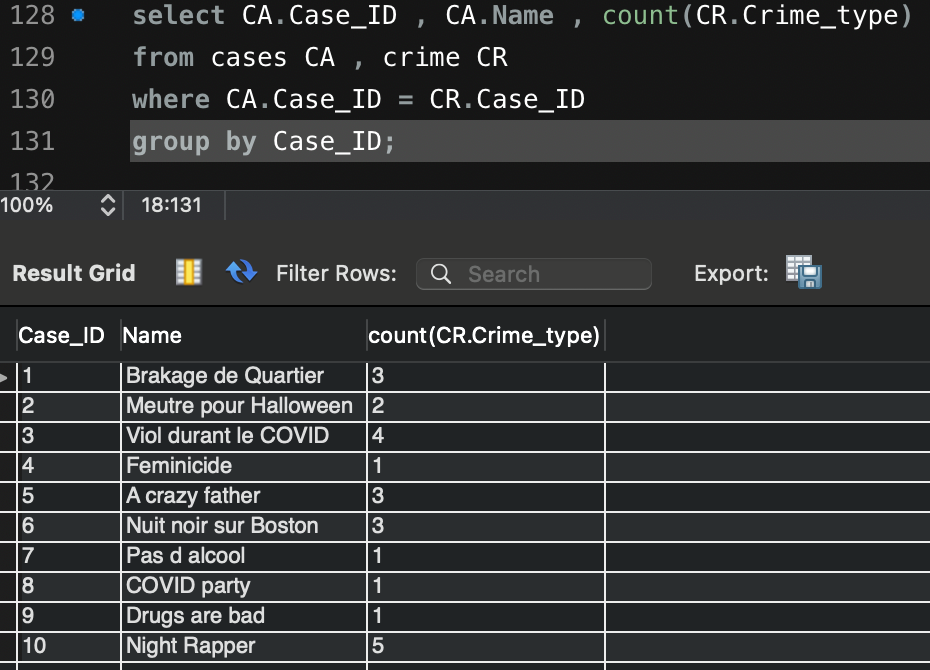 128 select CA.Case_ID , CA.Name , count(CR.Crime_type)
129 from cases CA , crime CR
130 where CA.Case_ID = CR.Case_ID
131 group by Case_ID;
132
100% 18:131
Result Grid Filter Rows: Search Export:
Case_ID Name count(CR.Crime_type)
1 Brakage de Quartier 3
2 Meutre pour Halloween 2
3 Viol durant le COVID 4
4 Feminicide 1
5 A crazy father 3
6 Nuit noir sur Boston 3
7 Pas d alcool 1
8 COVID party 1
9 Drugs are bad 1
10 Night Rapper 5